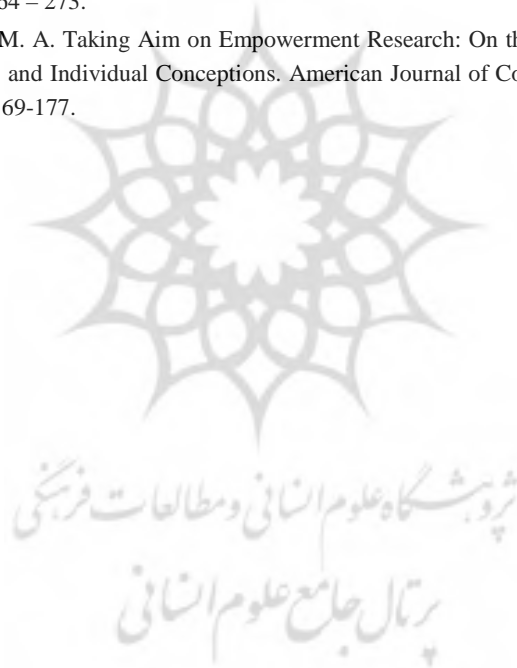 64 – 273.
M. A. Taking Aim on Empowerment Research: On th
and Individual Conceptions. American Journal of Co
69-177.
پژوهشگاه علوم انسانی و مطالعات فرهنگی
پرتال جامع علوم انسانی